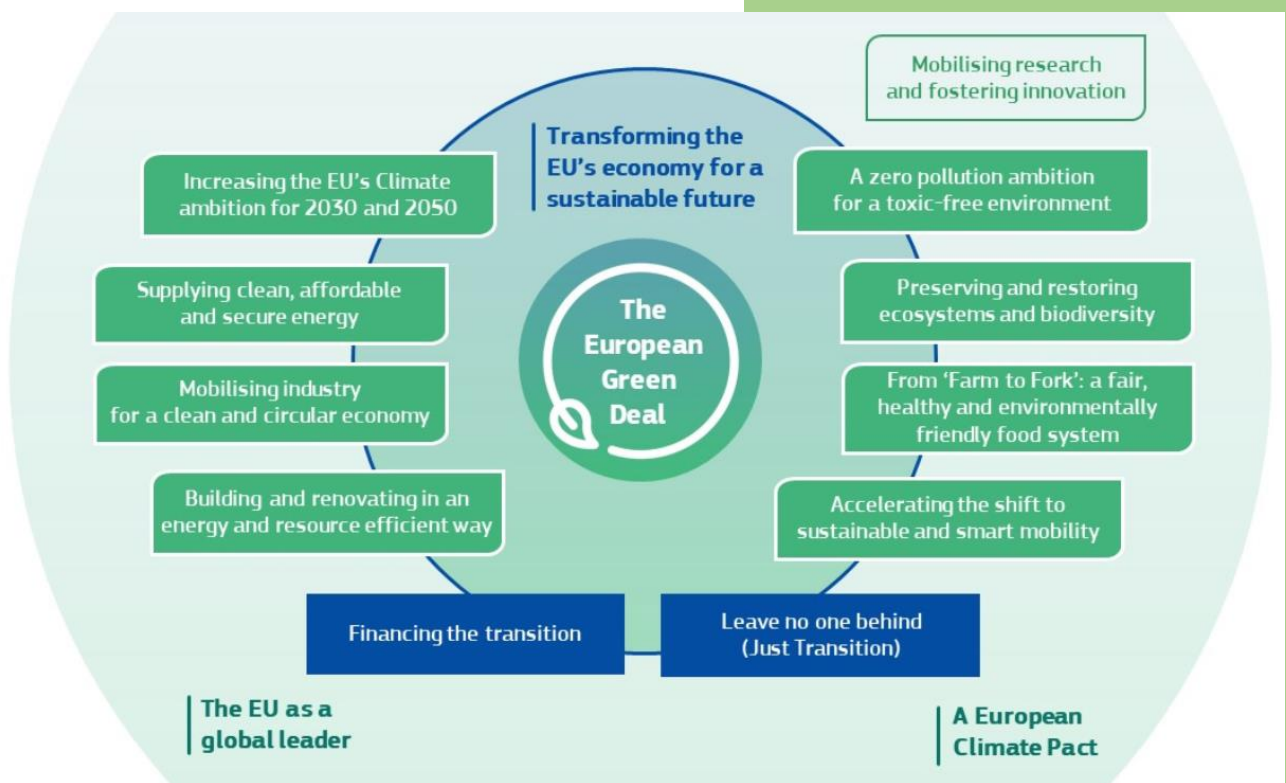 Mobilising research
and fostering innovation
Transforming the
EU's economy for a
sustainable future
Increasing the EU's Climate
ambition for 2030 and 2050
A zero pollution ambition
for a toxic-free environment
Supplying clean, affordable
and secure energy
Preserving and restoring
ecosystems and biodiversity
The
European
Green
Deal
Mobilising industry
for a clean and circular economy
From ‘Farm to Fork’: a fair,
healthy and environmentally
friendly food system
Building and renovating in an
energy and resource efficient way
Accelerating the shift to
sustainable and smart mobility
Financing the transition
Leave no one behind
(Just Transition)
The EU as a
global leader
A European
Climate Pact